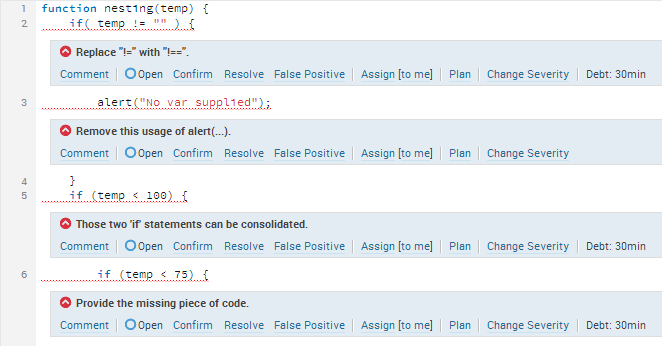 1 function nesting(temp) {
2 if( temp != "" ) {
Replace "!=" with "!==".
Comment Open Confirm Resolve False Positive Assign [to me] Plan Change Severity Debt: 30min
3 alert("No var supplied");
Remove this usage of alert(...).
Comment Open Confirm Resolve False Positive Assign [to me] Plan Change Severity
4 }
5 if (temp < 100) {
Those two 'if' statements can be consolidated.
Comment Open Confirm Resolve False Positive Assign [to me] Plan Change Severity Debt: 30min
6 if (temp < 75) {
Provide the missing piece of code.
Comment Open Confirm Resolve False Positive Assign [to me] Plan Change Severity Debt: 30min